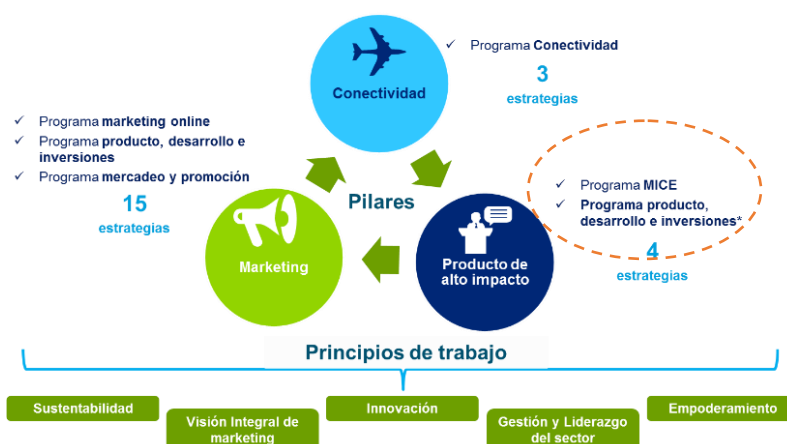 Conectividad
✓ Programa Conectividad
3
estrategias
✓ Programa marketing online
✓ Programa producto, desarrollo e
inversiones
✓ Programa mercadeo y promoción
15
estrategias
Pilares
Marketing
Producto de
alto impacto
✓ Programa MICE
✓ Programa producto,
desarrollo e inversiones*
4
estrategias
Principios de trabajo
Sustentabilidad
Visión Integral de
marketing
Innovación
Gestión y Liderazgo
del sector
Empoderamiento